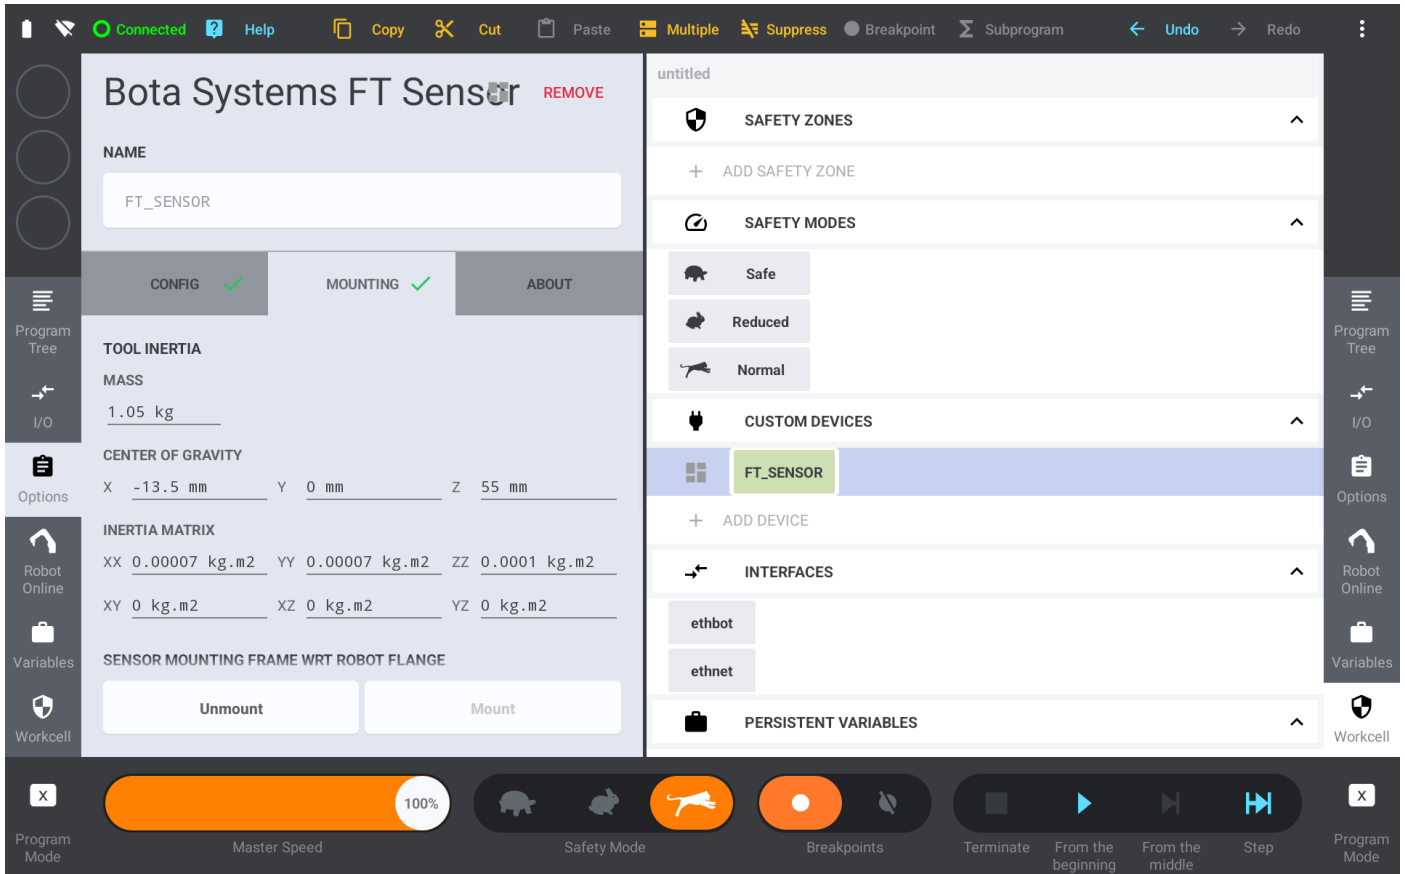 Connected
Help
Copy
Cut
Paste
Multiple
Suppress
Breakpoint
Subprogram
Undo
Redo
Bota Systems FT Sensor
REMOVE
NAME
FT_SENSOR
CONFIG
MOUNTING
ABOUT
TOOL INERTIA
MASS
1.05 kg
CENTER OF GRAVITY
X -13.5 mm Y 0 mm Z 55 mm
INERTIA MATRIX
XX 0.00007 kg.m2 YY 0.00007 kg.m2 ZZ 0.0001 kg.m2
XY 0 kg.m2 XZ 0 kg.m2 YZ 0 kg.m2
SENSOR MOUNTING FRAME WRT ROBOT FLANGE
Unmount
Mount
untitled
SAFETY ZONES
ADD SAFETY ZONE
SAFETY MODES
Safe
Reduced
Normal
CUSTOM DEVICES
FT_SENSOR
ADD DEVICE
INTERFACES
ethbot
ethnet
PERSISTENT VARIABLES
Program
Tree
I/O
Options
Robot
Online
Variables
Workcell
Program
Tree
I/O
Options
Robot
Online
Variables
Workcell
X
Program
Mode
100%
Master Speed
Safety Mode
Breakpoints
Terminate
From the
beginning
From the
middle
Step
X
Program
Mode